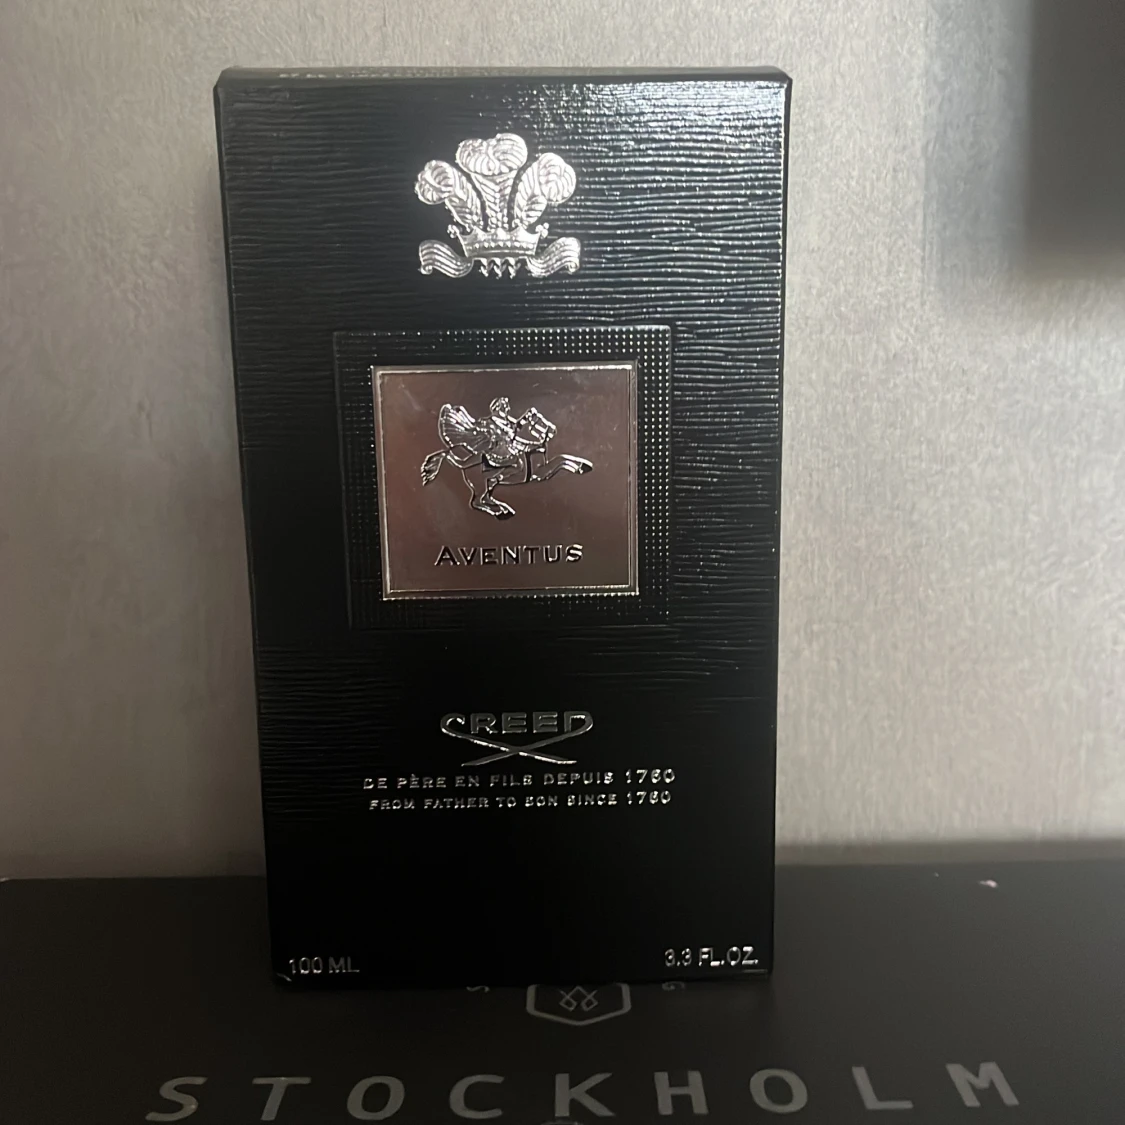 AVENTUS
CREED
DE PÈRE EN FILS DEPUIS 1760
FROM FATHER TO SON SINCE 1760
100 ML
3.3 FL.OZ.
STOCKHOLM